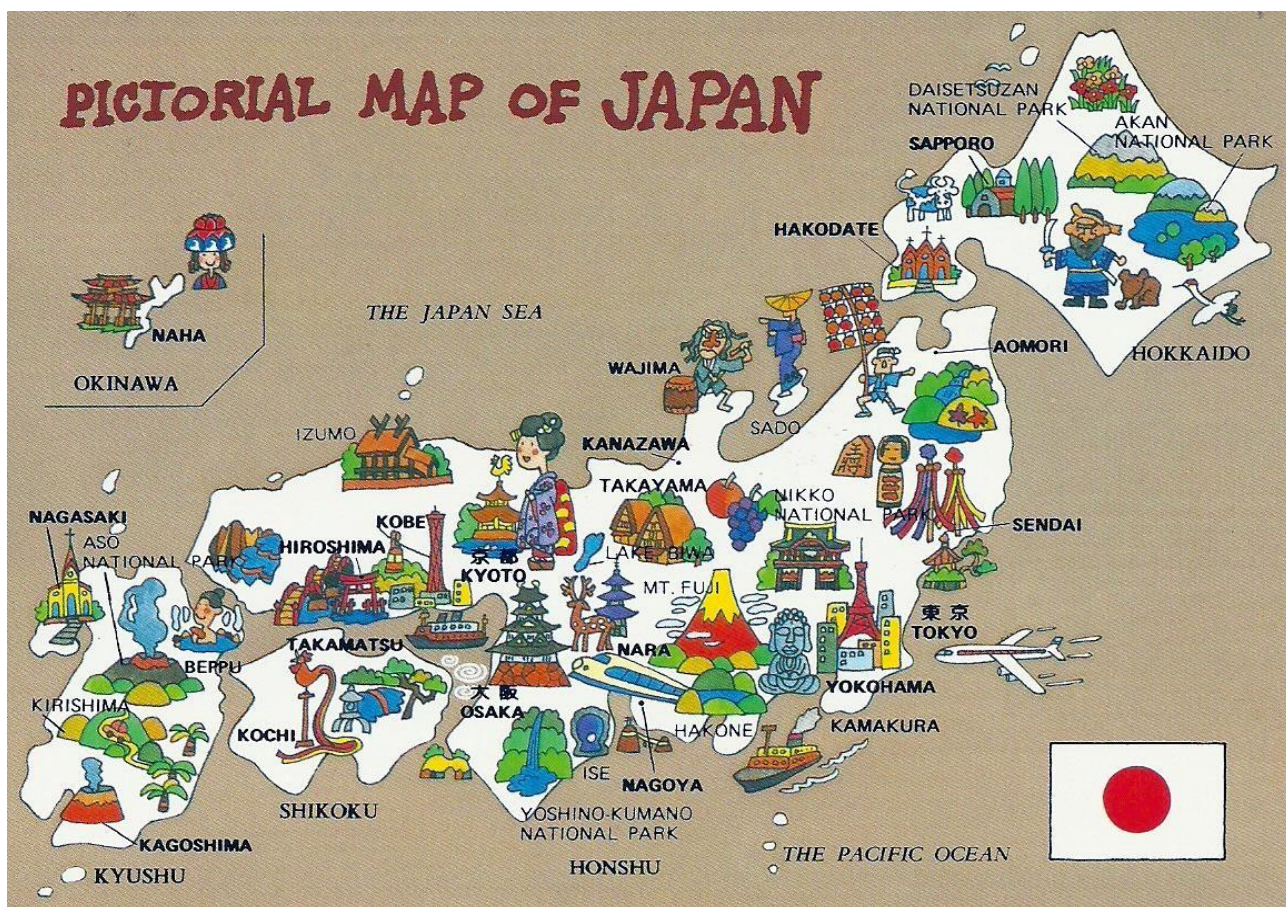 PICTORIAL MAP OF JAPAN
DAISETSUZAN
NATIONAL PARK
AKAN
NATIONAL PARK
SAPPORO
HAKODATE
HOKKAIDO
NAHA
OKINAWA
THE JAPAN SEA
WAJIMA
AOMORI
SADO
IZUMO
KANAZAWA
TAKAYAMA
NIKKO
NATIONAL PARK
SENDAI
NAGASAKI
ASO
NATIONAL PARK
KOBE
HIROSHIMA
京都
KYOTO
LAKE BIWA
MT. FUJI
東京
TOKYO
TAKAMATSU
NARA
BEPPU
YOKOHAMA
大阪
OSAKA
KIRISHIMA
KAMAKURA
KOCHI
HAKONE
ISE
NAGOYA
SHIKOKU
YOSHINO-KUMANO
NATIONAL PARK
KAGOSHIMA
THE PACIFIC OCEAN
HONSHU
KYUSHU